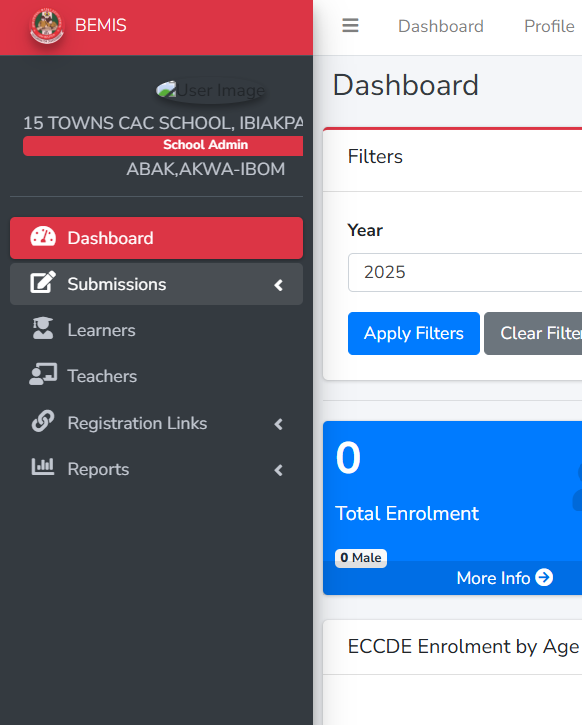 BEMIS
User Image
15 TOWNS CAC SCHOOL, IBIAKPA
School Admin
ABAK,AKWA-IBOM
Dashboard
Submissions
Learners
Teachers
Registration Links
Reports
Dashboard Profile
Dashboard
Filters
Year
2025
Apply Filters Clear Filte
0
Total Enrolment
0 Male
More Info
ECCDE Enrolment by Age